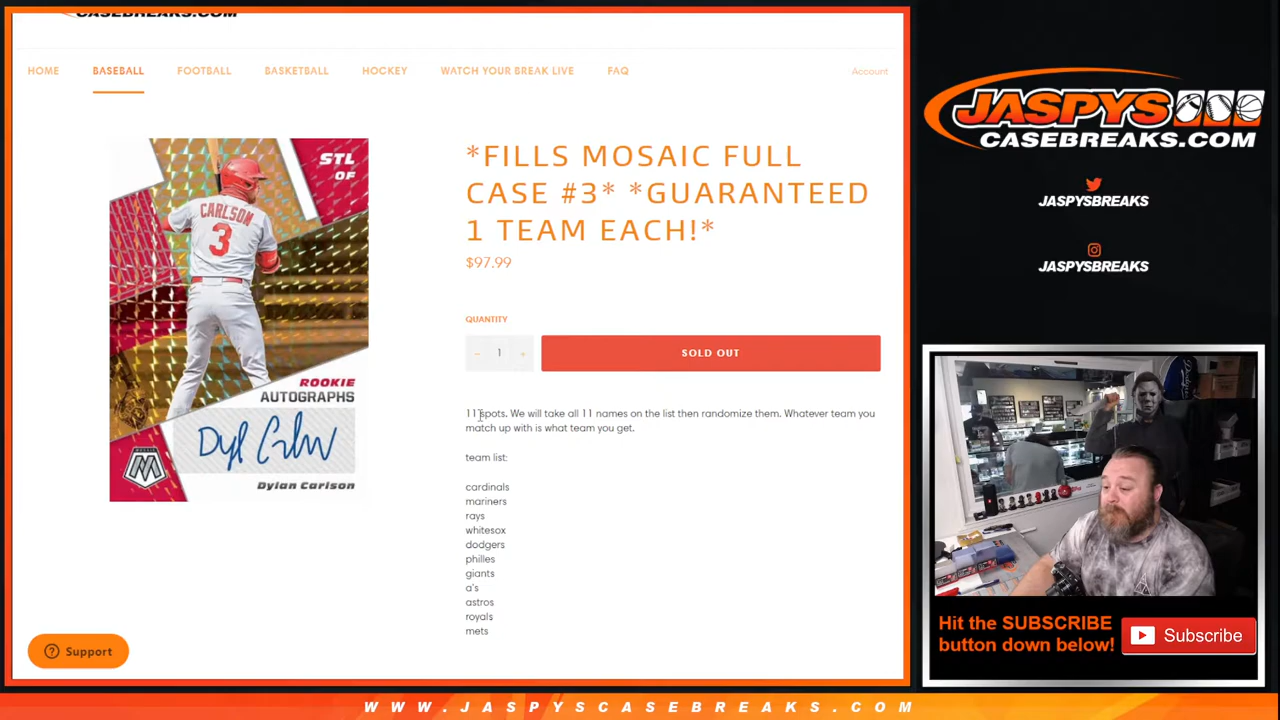 CASEBREAKS.COM
HOME BASEBALL FOOTBALL BASKETBALL HOCKEY WATCH YOUR BREAK LIVE FAQ Account
*FILLS MOSAIC FULL
CASE #3* *GUARANTEED
1 TEAM EACH!*
$97.99
QUANTITY
− 1 + SOLD OUT
11 spots. We will take all 11 names on the list then randomize them. Whatever team you
match up with is what team you get.
team list:
cardinals
mariners
rays
whitesox
dodgers
philles
giants
a's
astros
royals
mets
STL
OF
CARLSON
3
ROOKIE
AUTOGRAPHS
MOSAIC
Dylan Carlson
Support
JASPYS
CASEBREAKS.COM
JASPYSBREAKS
JASPYSBREAKS
Dodgers
Hit the SUBSCRIBE
button down below!
Subscribe
WWW.JASPYSCASEBREAKS.COM